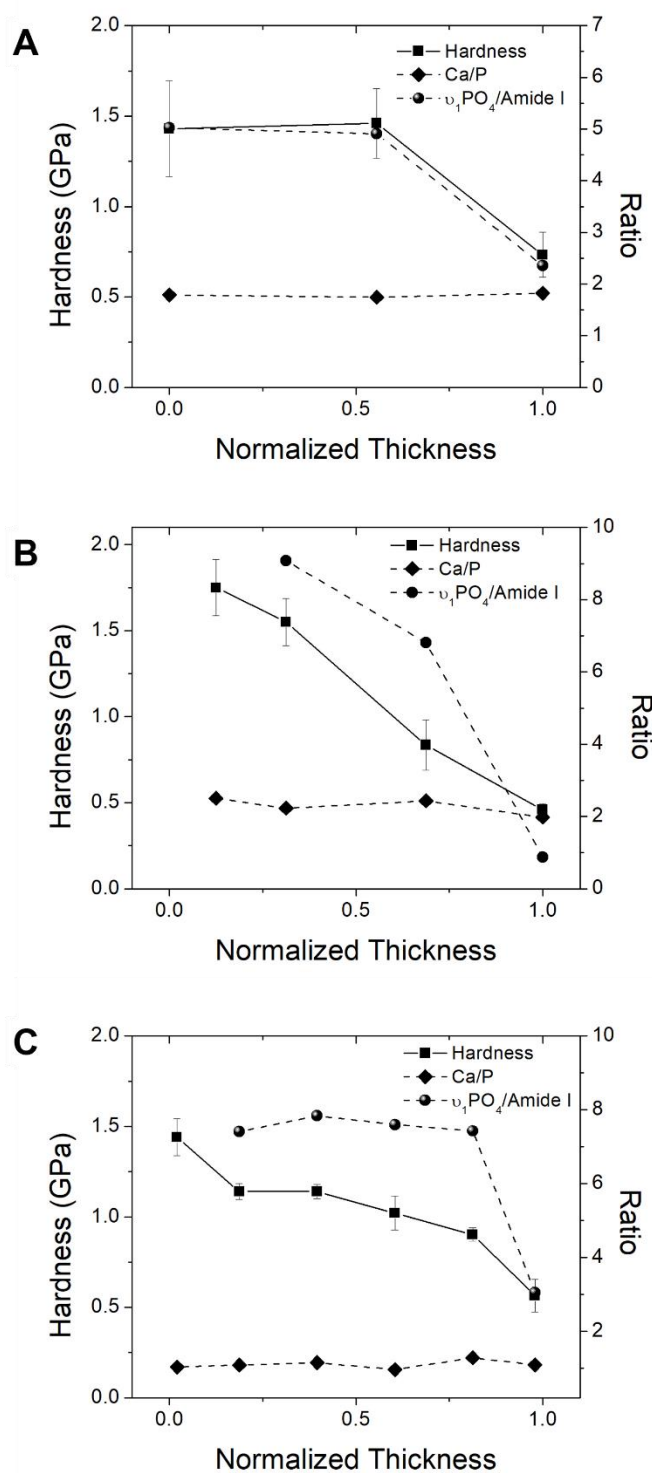 A
Hardness
Ca/P
υ₁PO₄/Amide I
2.0
1.5
1.0
0.5
0.0
7
6
5
4
3
2
1
0
Hardness (GPa)
Ratio
0.0 0.5 1.0
Normalized Thickness
B
Hardness
Ca/P
υ₁PO₄/Amide I
2.0
1.5
1.0
0.5
0.0
10
8
6
4
2
0
Hardness (GPa)
Ratio
0.0 0.5 1.0
Normalized Thickness
C
Hardness
Ca/P
υ₁PO₄/Amide I
2.0
1.5
1.0
0.5
0.0
10
8
6
4
2
Hardness (GPa)
Ratio
0.0 0.5 1.0
Normalized Thickness